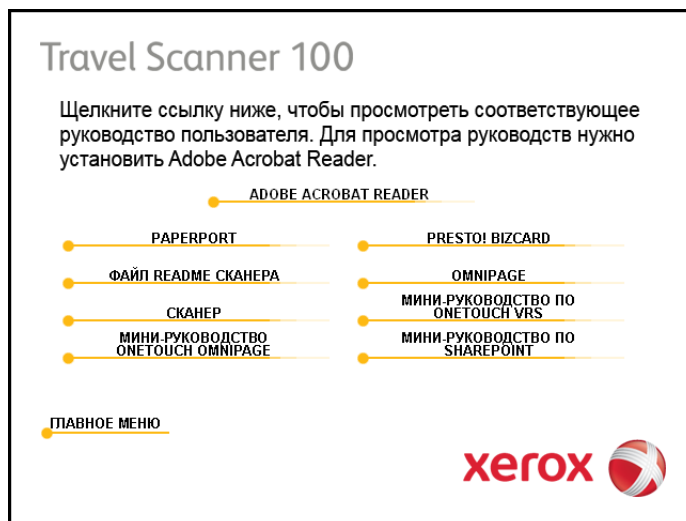 Travel Scanner 100
Щелкните ссылку ниже, чтобы просмотреть соответствующее
руководство пользователя. Для просмотра руководств нужно
установить Adobe Acrobat Reader.
ADOBE ACROBAT READER
PAPERPORT
PRESTO! BIZCARD
ФАЙЛ README СКАНЕРА
OMNIPAGE
СКАНЕР
МИНИ-РУКОВОДСТВО ПО
ONETOUCH VRS
МИНИ-РУКОВОДСТВО
ONETOUCH OMNIPAGE
МИНИ-РУКОВОДСТВО ПО
SHAREPOINT
ГЛАВНОЕ МЕНЮ
xerox